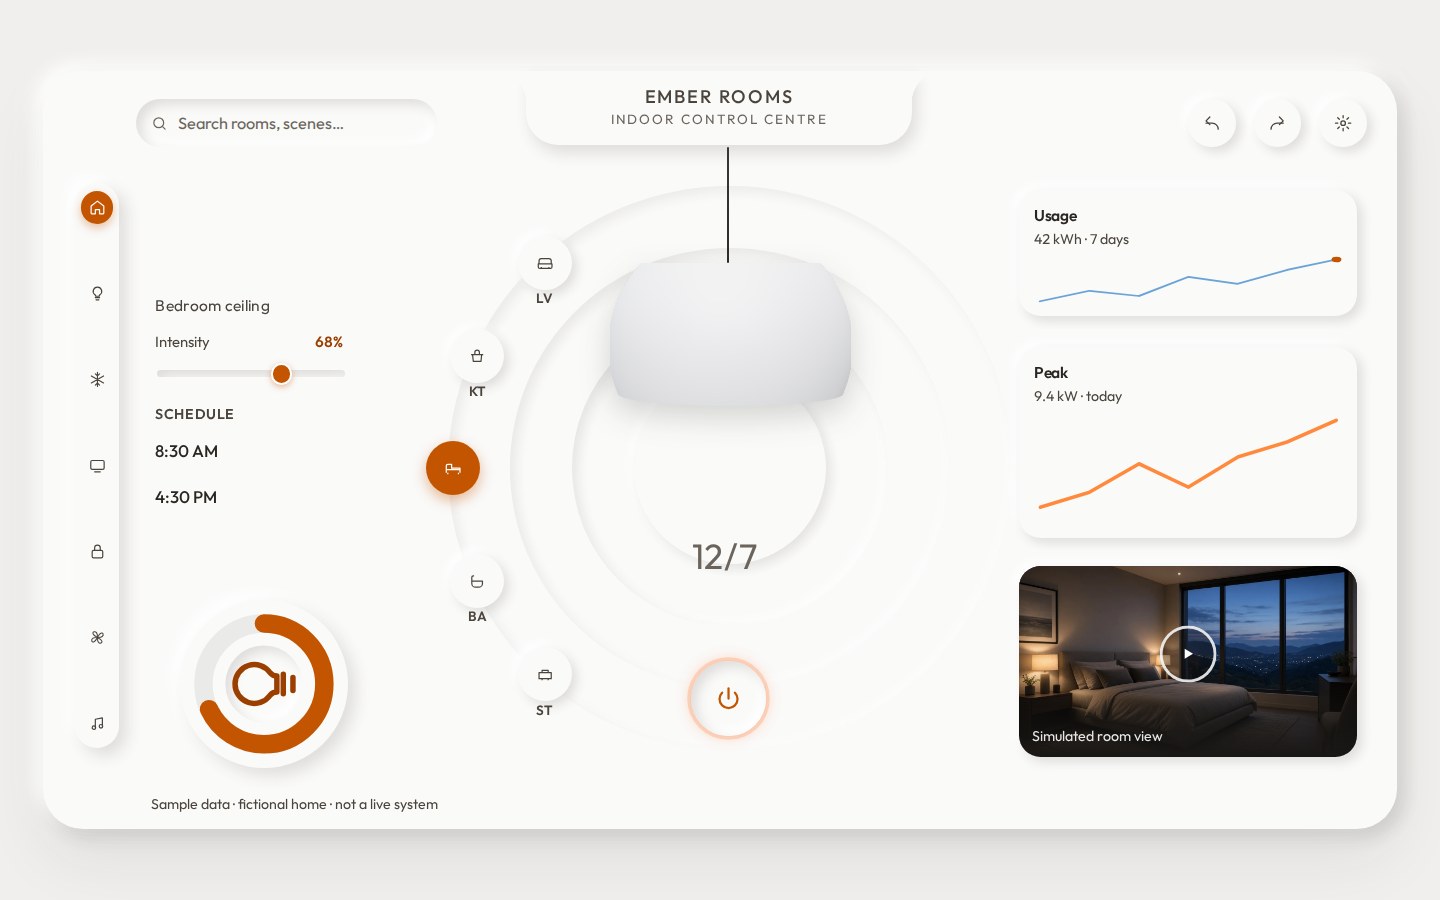 EMBER ROOMS
INDOOR CONTROL CENTRE
Search rooms, scenes...
LV
KT
BA
ST
Bedroom ceiling
Intensity 68%
SCHEDULE
8:30 AM
4:30 PM
12/7
Usage
42 kWh · 7 days
Peak
9.4 kW · today
Simulated room view
Sample data · fictional home · not a live system